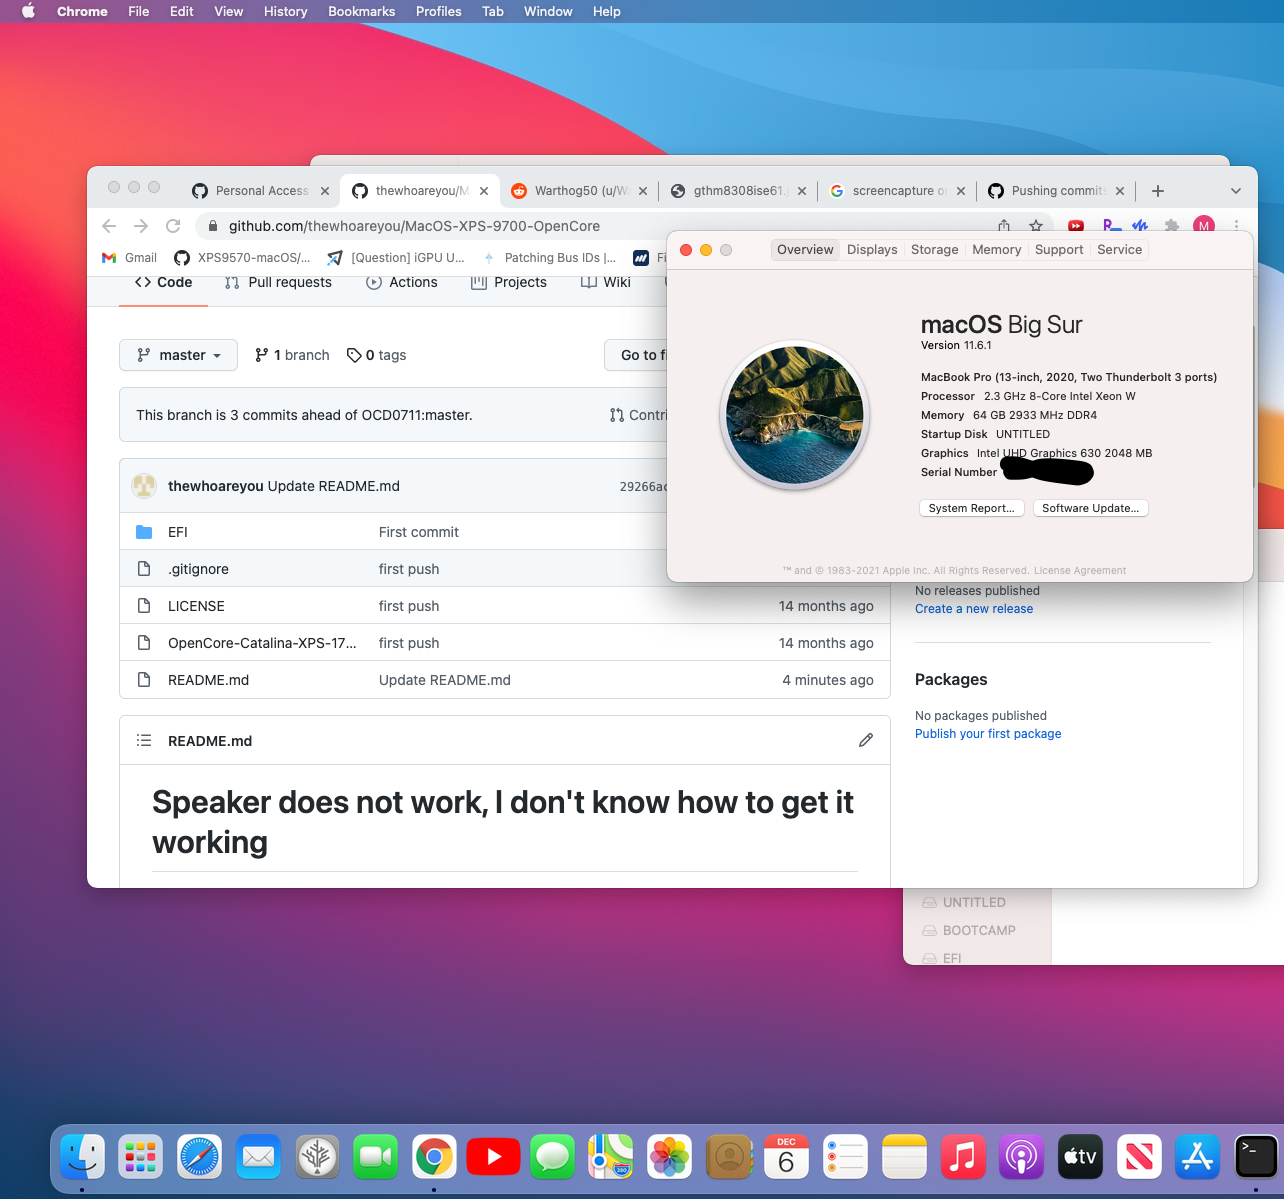 Chrome File Edit View History Bookmarks Profiles Tab Window Help
Personal Access
thewhoareyou/M
Warthog50 (u/W
gthm8308ise61.
screencapture o
Pushing commit
github.com/thewhoareyou/MacOS-XPS-9700-OpenCore
M
Gmail
XPS9570-macOS/...
[Question] iGPU U...
Patching Bus IDs |...
Fi
Code Pull requests Actions Projects Wiki
master 1 branch 0 tags Go to fi
This branch is 3 commits ahead of OCD0711:master. Contri
thewhoareyou Update README.md 29266ac
EFI First commit
.gitignore first push
LICENSE first push 14 months ago
OpenCore-Catalina-XPS-17... first push 14 months ago
README.md Update README.md 4 minutes ago
README.md
Speaker does not work, I don't know how to get it
working
Overview Displays Storage Memory Support Service
macOS Big Sur
Version 11.6.1
MacBook Pro (13-inch, 2020, Two Thunderbolt 3 ports)
Processor 2.3 GHz 8-Core Intel Xeon W
Memory 64 GB 2933 MHz DDR4
Startup Disk UNTITLED
Graphics Intel UHD Graphics 630 2048 MB
Serial Number
System Report... Software Update...
™ and © 1983-2021 Apple Inc. All Rights Reserved. License Agreement
No releases published
Create a new release
Packages
No packages published
Publish your first package
UNTITLED
BOOTCAMP
EFI
DEC
6
280
tv
>_